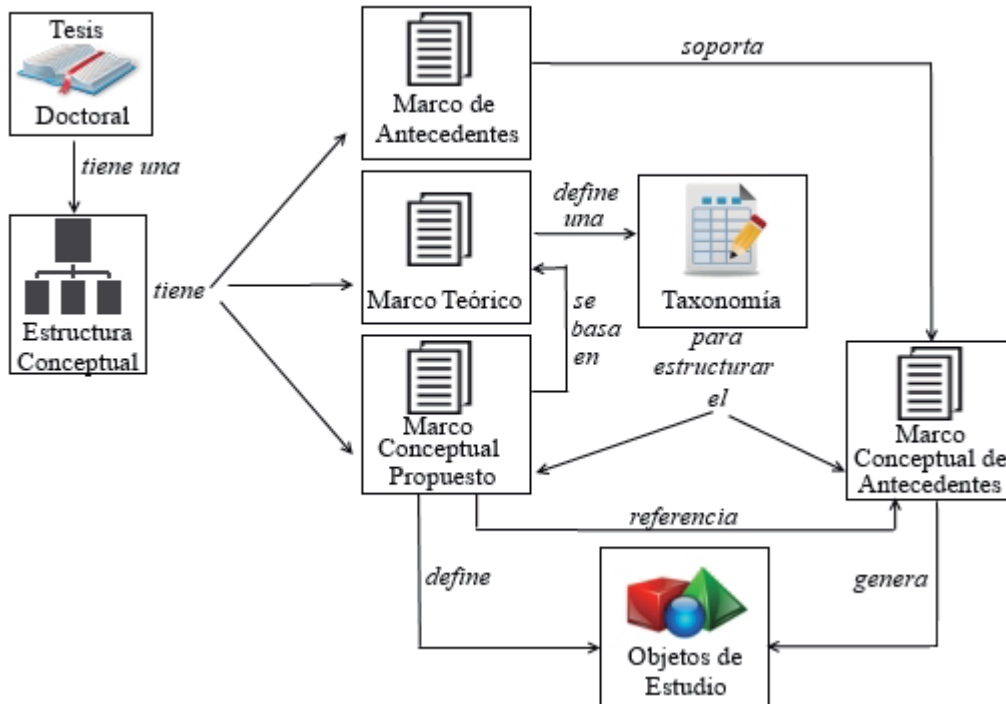 Tesis
Doctoral
tiene una
Estructura
Conceptual
tiene
Marco de
Antecedentes
soporta
Marco Teórico
define
una
Taxonomía
se
basa
en
para
estructurar
el
Marco
Conceptual
Propuesto
Marco
Conceptual de
Antecedentes
referencia
define
genera
Objetos de
Estudio